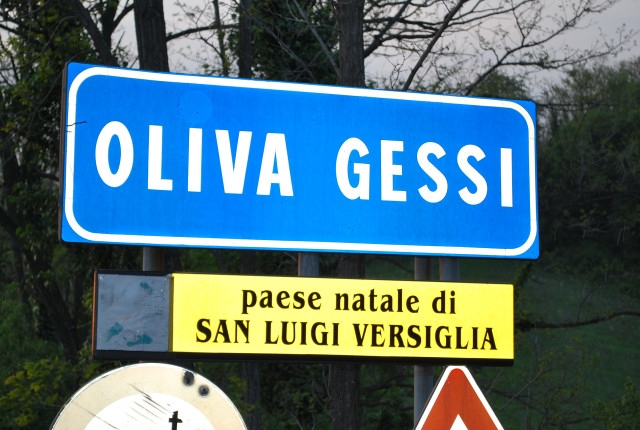 OLIVA GESSI
paese natale di
SAN LUIGI VERSIGLIA
t